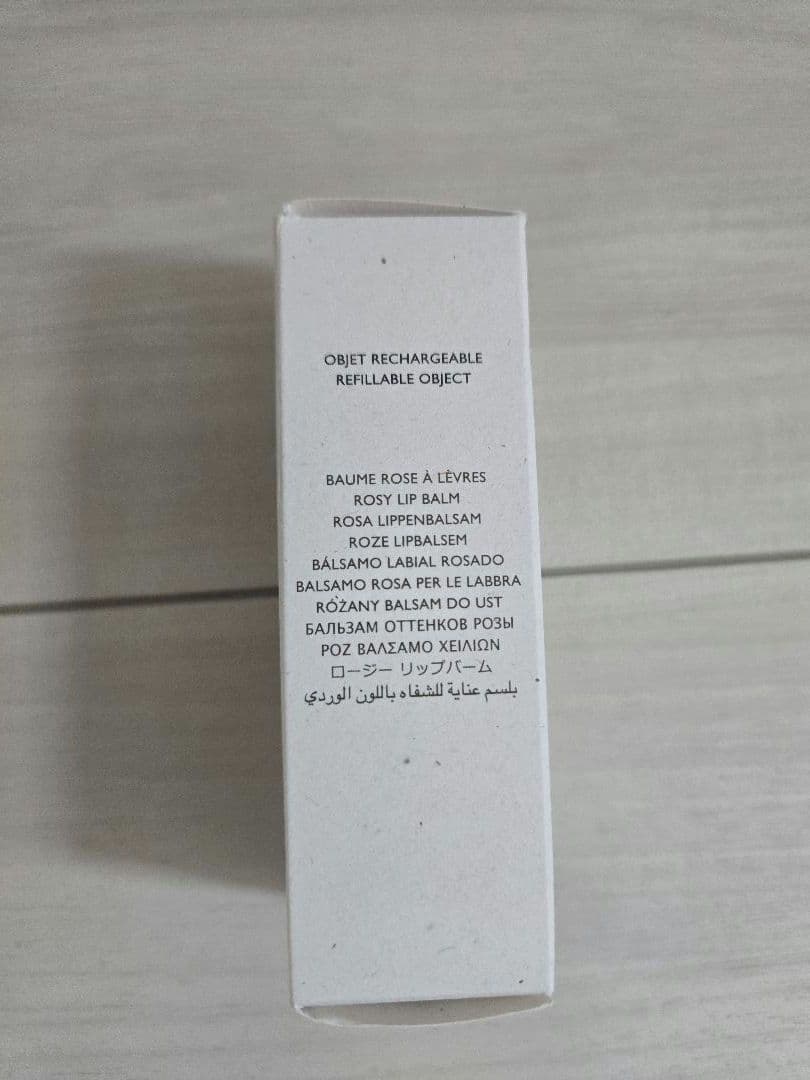 OBJET RECHARGEABLE
REFILLABLE OBJECT
BAUME ROSE À LÈVRES
ROSY LIP BALM
ROSA LIPPENBALSAM
ROZE LIPBALSEM
BÁLSAMO LABIAL ROSADO
BALSAMO ROSA PER LE LABBRA
RÓŻANY BALSAM DO UST
БАЛЬЗАМ ОТТЕНКОВ РОЗЫ
ΡΟΖ ΒΑΛΣΑΜΟ ΧΕΙΛΙΩΝ
ロージー リップバーム
بلسم عناية للشفاه باللون الوردي